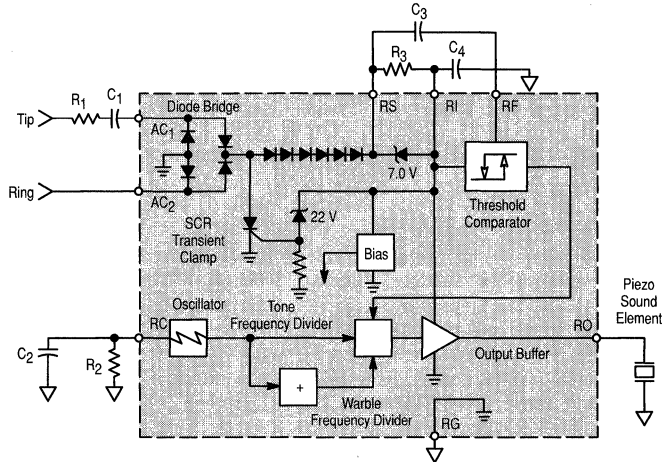 C3
R3
C4
RS
RI
RF
Diode Bridge
R1
C1
Tip
AC1
Ring
AC2
7.0 V
Threshold
Comparator
SCR
Transient
Clamp
22 V
Bias
Oscillator
Tone
Frequency Divider
RC
C2
R2
+
Warble
Frequency Divider
Output Buffer
RO
Piezo
Sound
Element
RG